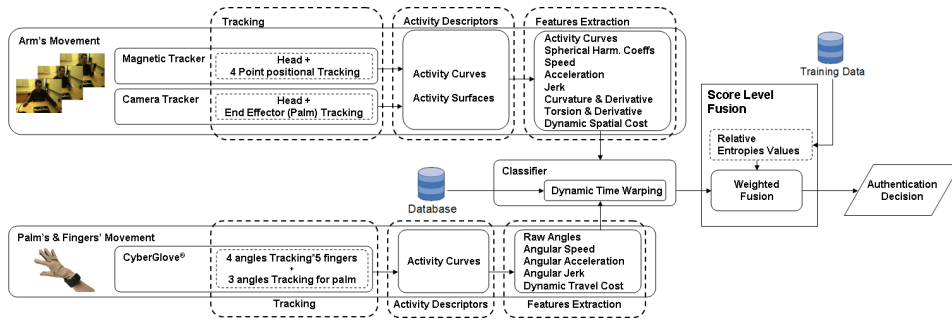 Tracking
Activity Descriptors
Features Extraction
Arm's Movement
Magnetic Tracker
Head +
4 Point positional Tracking
Camera Tracker
Head +
End Effector (Palm) Tracking
Activity Curves
Activity Surfaces
Activity Curves
Spherical Harm. Coeffs
Speed
Acceleration
Jerk
Curvature & Derivative
Torsion & Derivative
Dynamic Spatial Cost
Training Data
Score Level
Fusion
Relative
Entropies Values
Weighted
Fusion
Authentication
Decision
Classifier
Dynamic Time Warping
Database
Palm's & Fingers' Movement
CyberGlove®
4 angles Tracking*5 fingers
+
3 angles Tracking for palm
Activity Curves
Raw Angles
Angular Speed
Angular Acceleration
Angular Jerk
Dynamic Travel Cost
Tracking
Activity Descriptors
Features Extraction